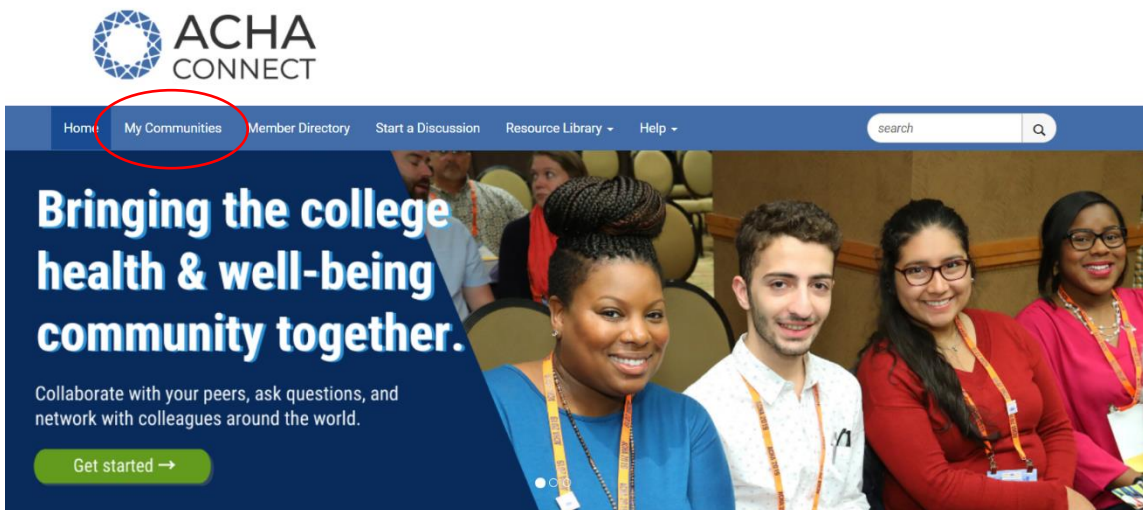 ACHA
CONNECT
Home My Communities Member Directory Start a Discussion Resource Library Help search
Bringing the college
health & well-being
community together.
Collaborate with your peers, ask questions, and
network with colleagues around the world.
Get started →